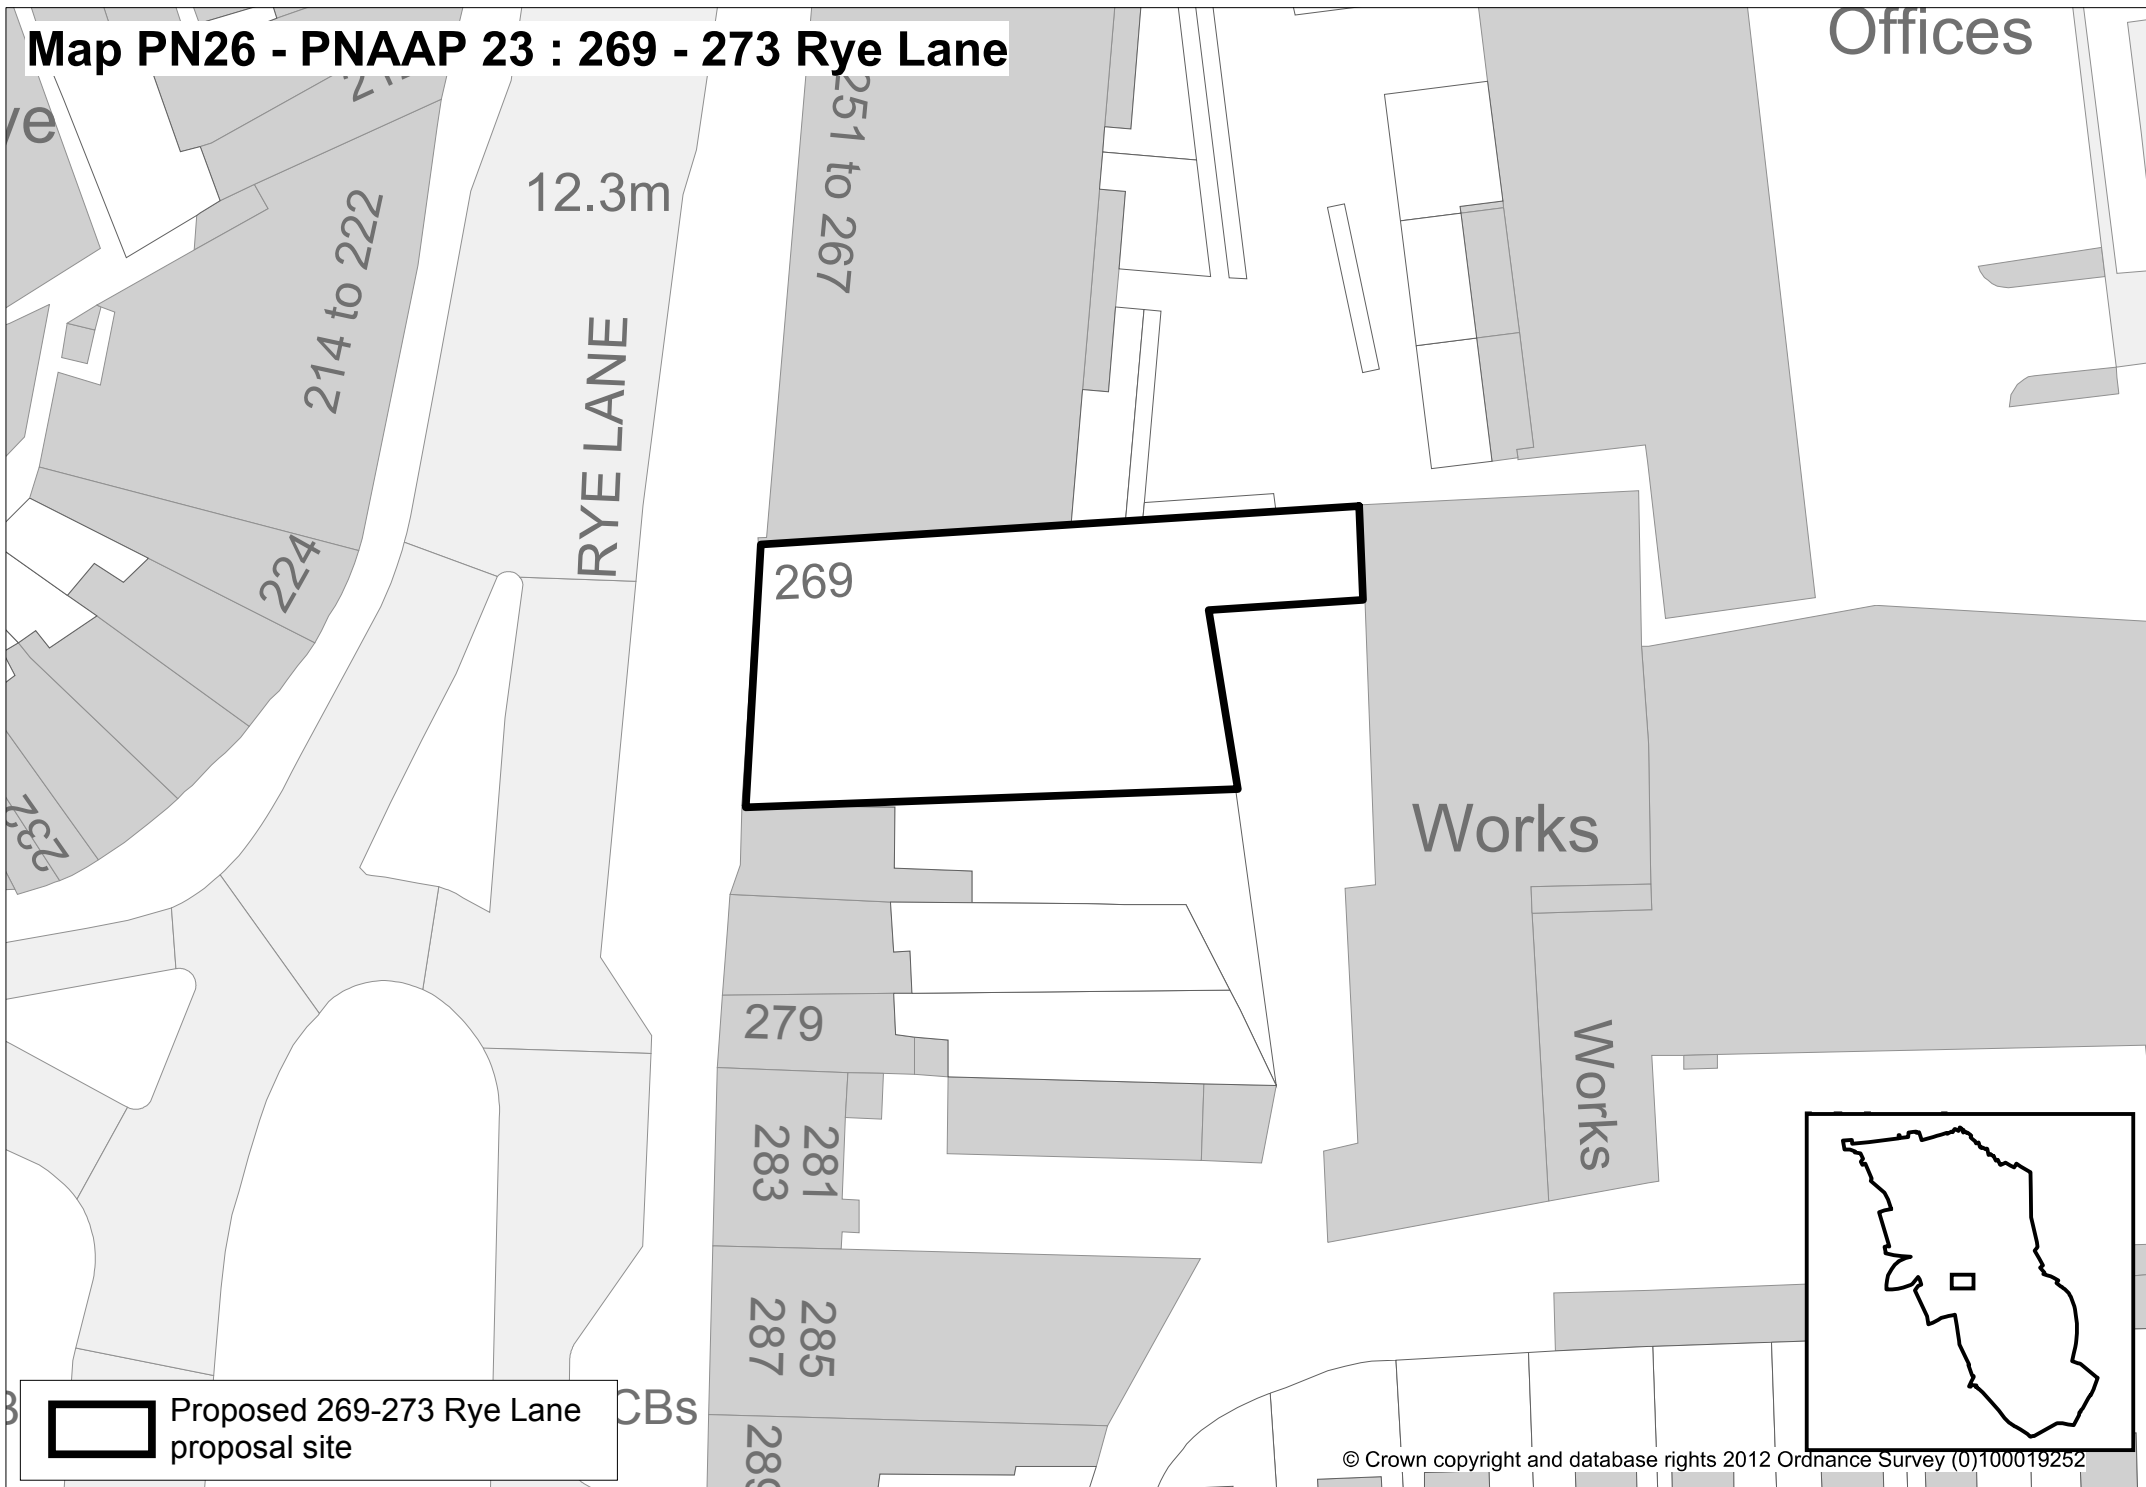 Map PN26 - PNAAP 23 : 269 - 273 Rye Lane
Offices
12.3m
251 to 267
214 to 222
RYE LANE
224
269
232
Works
279
Works
281
283
285
287
CBs
Proposed 269-273 Rye Lane
proposal site
© Crown copyright and database rights 2012 Ordnance Survey (0)100019252